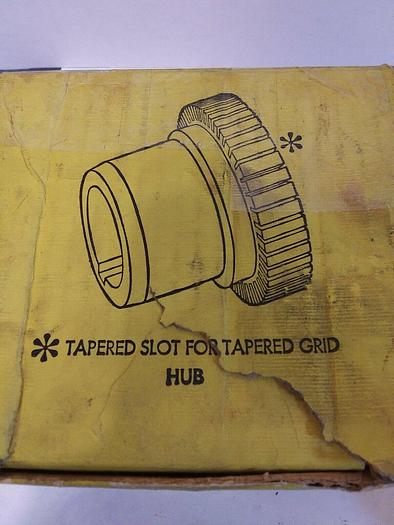 *
* TAPERED SLOT FOR TAPERED GRID
HUB